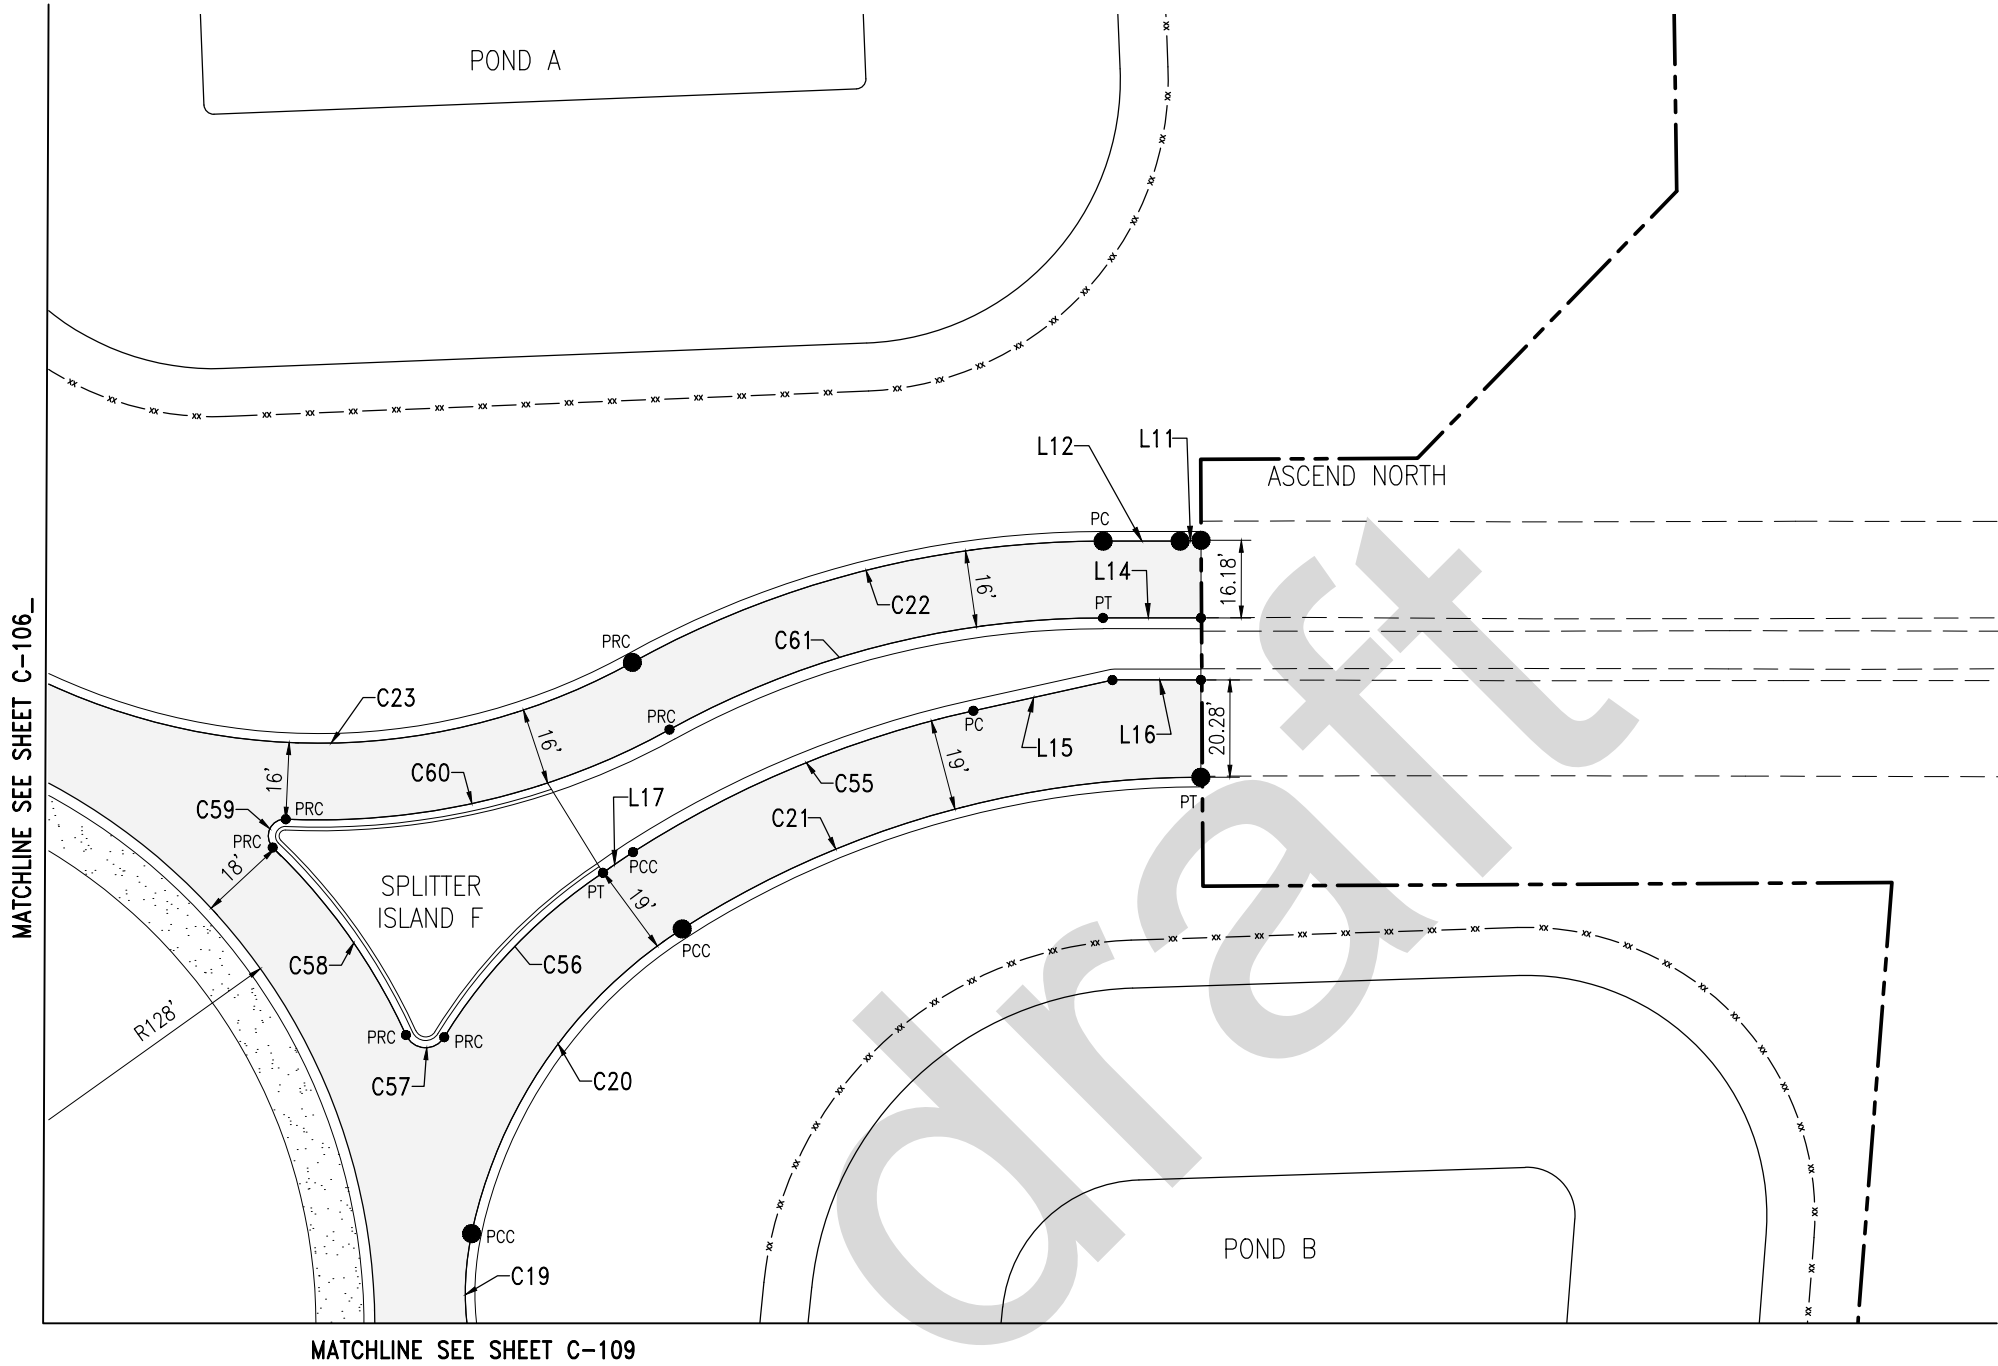 POND A
ASCEND NORTH
L11
L12
PC
L14
PT
16.18'
16'
C22
C61
PRC
PRC
C23
16'
16'
C60
C59
PRC
PRC
18'
L17
C55
C21
19'
PC
L15
L16
20.28'
PT
PCC
PT
19'
PCC
SPLITTER
ISLAND F
C58
C56
R128'
PRC
PRC
C57
C20
PCC
C19
POND B
MATCHLINE SEE SHEET C-106_
MATCHLINE SEE SHEET C-109
draft